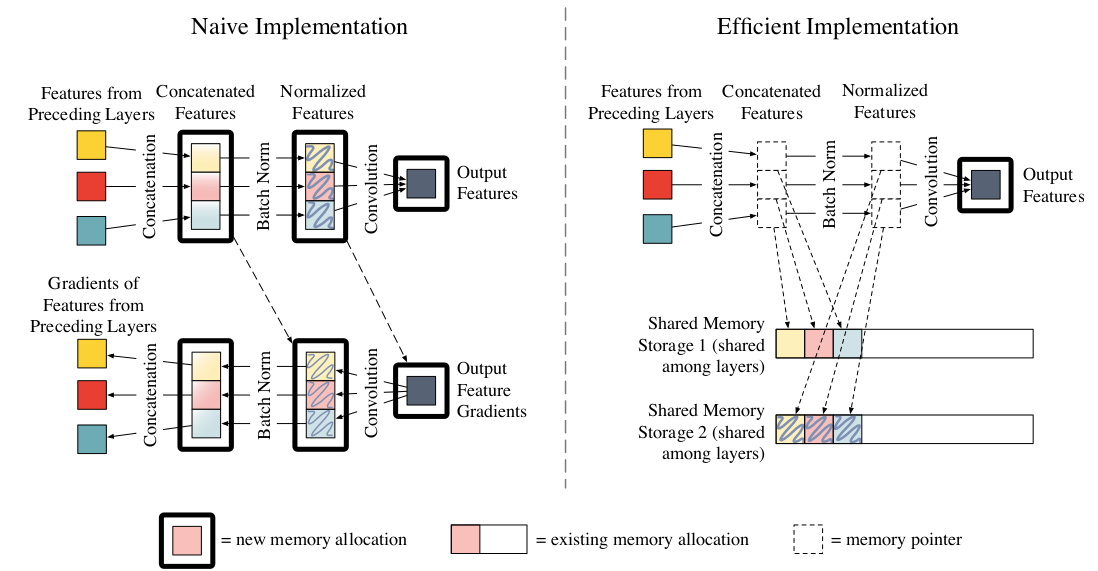 Naive Implementation
Features from
Preceding Layers
Concatenated
Features
Normalized
Features
Concatenation
Batch Norm
Convolution
Output
Features
Gradients of
Features from
Preceding Layers
Concatenation
Batch Norm
Convolution
Output
Feature
Gradients
Efficient Implementation
Features from
Preceding Layers
Concatenated
Features
Normalized
Features
Concatenation
Batch Norm
Convolution
Output
Features
Shared Memory
Storage 1 (shared
among layers)
Shared Memory
Storage 2 (shared
among layers)
= new memory allocation
= existing memory allocation
= memory pointer